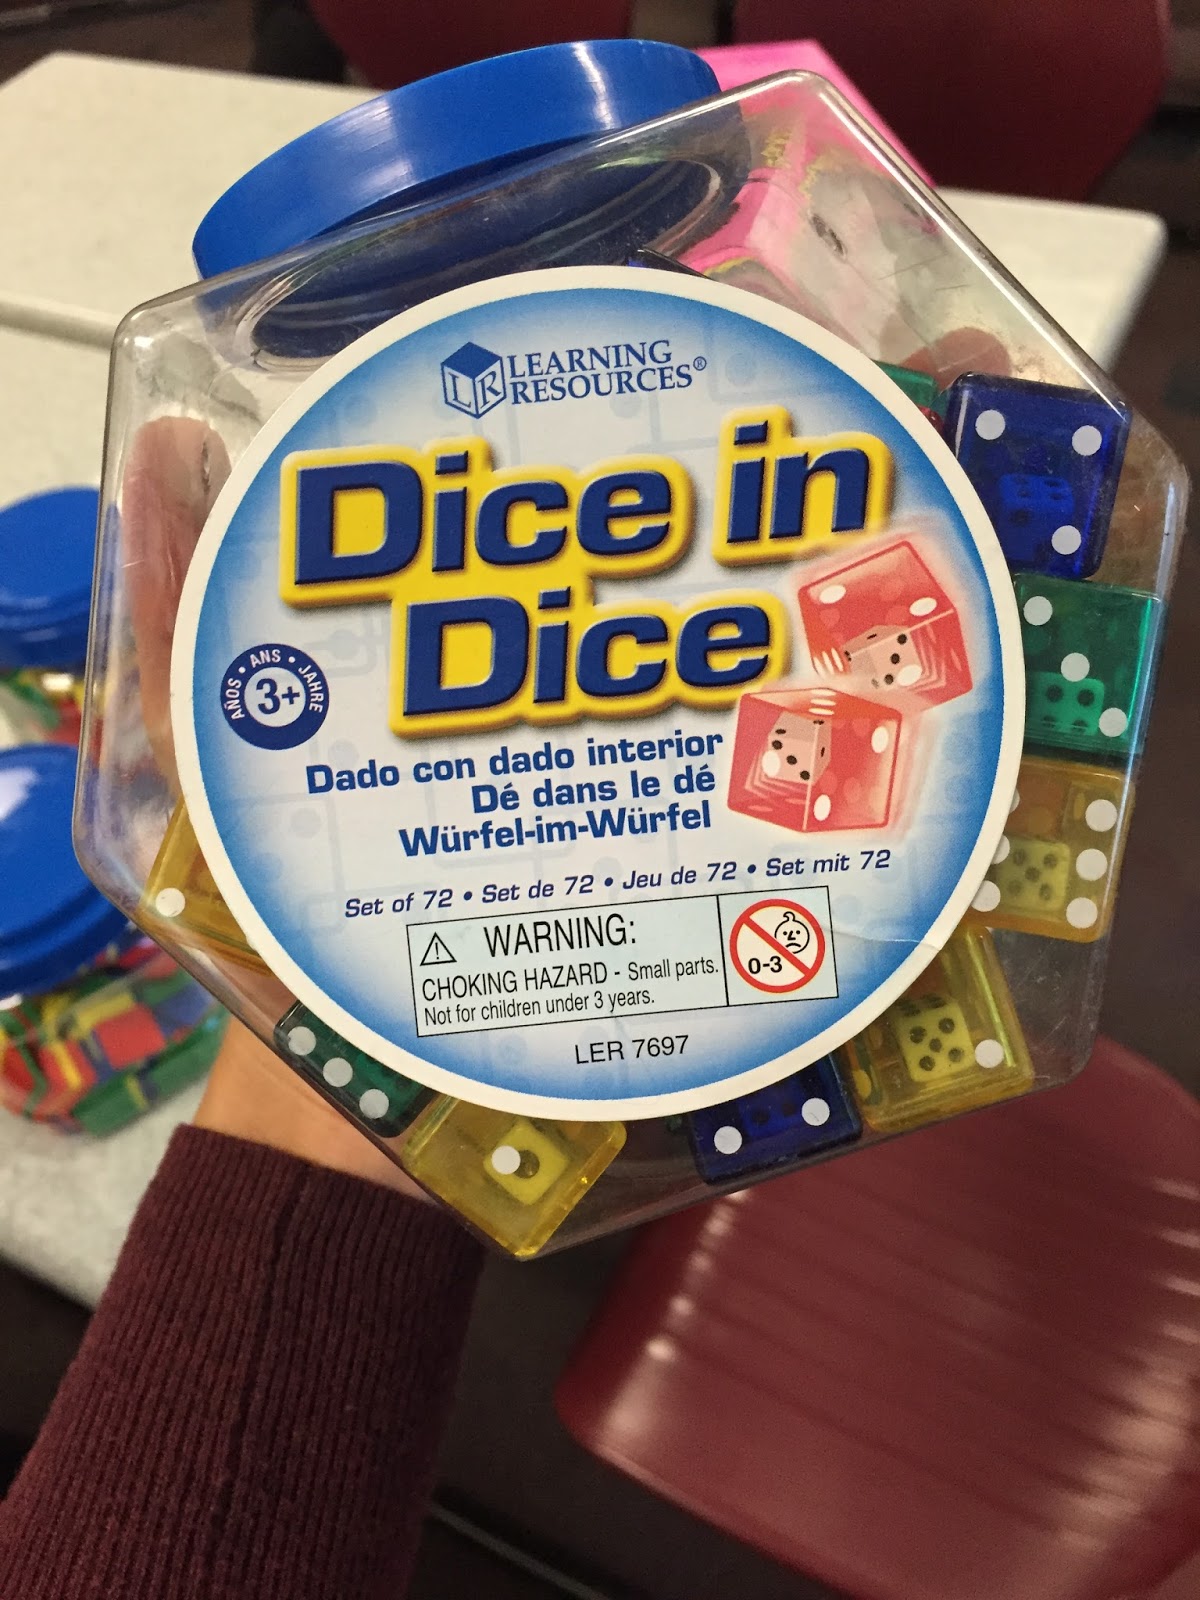 LR
LEARNING
RESOURCES®
Dice in
Dice
AÑOS • ANS • JAHRE
3+
Dado con dado interior
Dé dans le dé
Würfel-im-Würfel
Set of 72 • Set de 72 • Jeu de 72 • Set mit 72
WARNING:
CHOKING HAZARD - Small parts.
Not for children under 3 years.
0-3
LER 7697